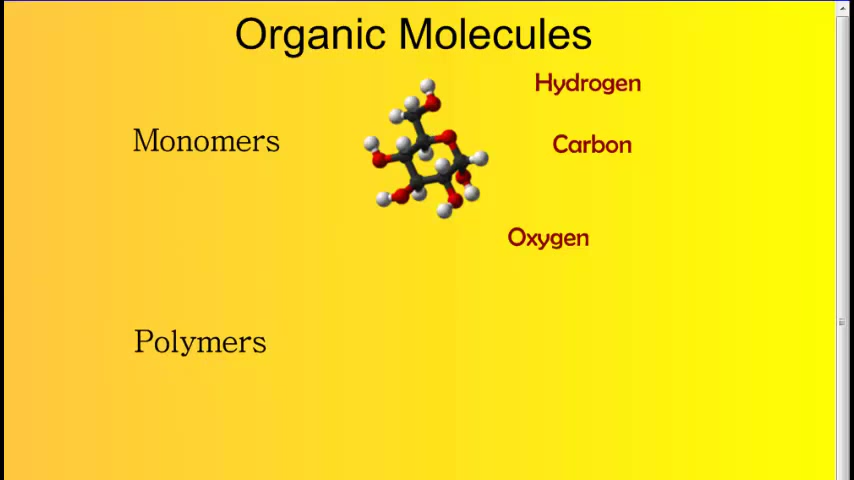 Organic Molecules
Hydrogen
Monomers
Carbon
Oxygen
Polymers